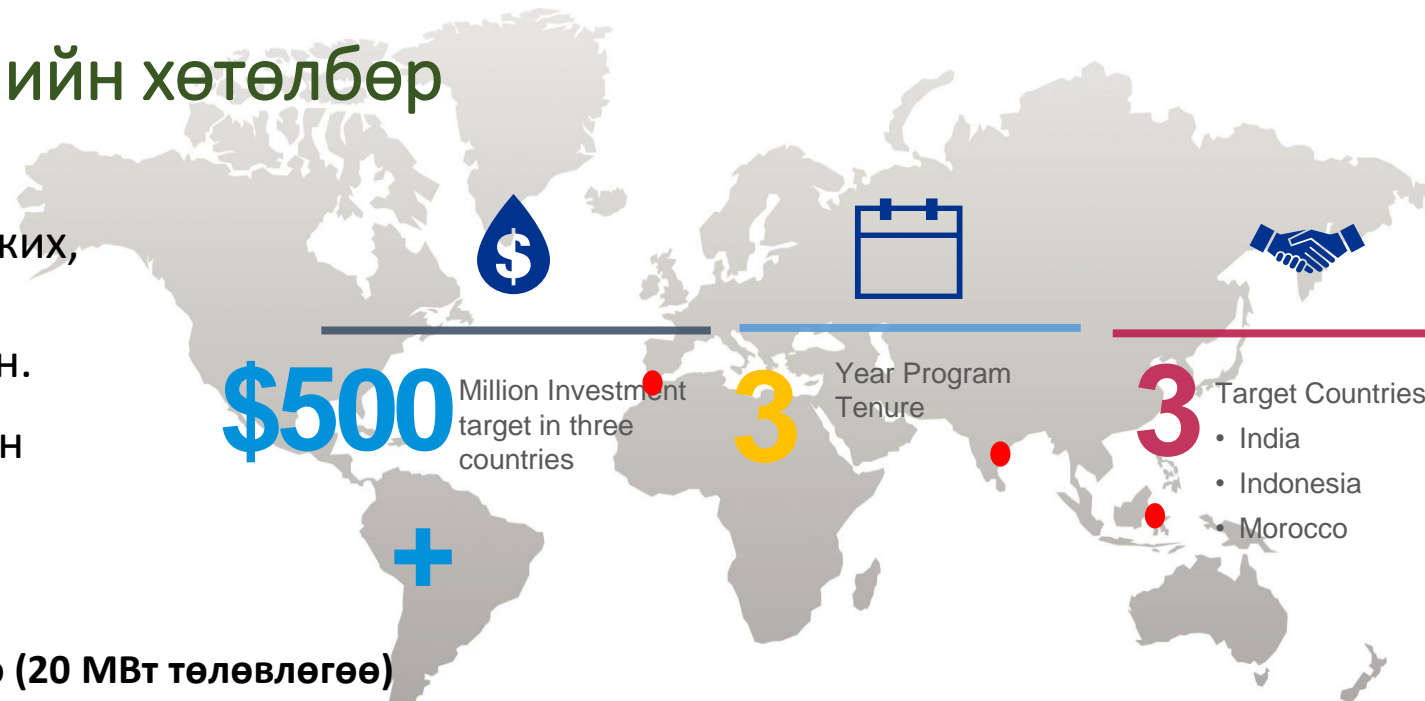 ийн хөтөлбөр
ких,
н.
н
(20 МВт төлөвлөгөө)
$
$500
Million Investment
target in three
countries
+
3
Year Program
Tenure
3
Target Countries
• India
• Indonesia
• Morocco